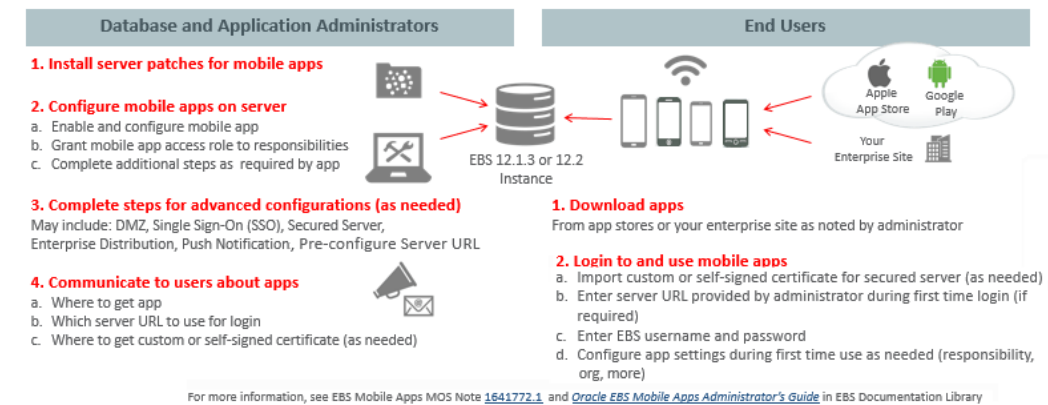 Database and Application Administrators
End Users
1. Install server patches for mobile apps
2. Configure mobile apps on server
a. Enable and configure mobile app
b. Grant mobile app access role to responsibilities
c. Complete additional steps as required by app
EBS 12.1.3 or 12.2
Instance
Apple
App Store
Google
Play
Your
Enterprise Site
3. Complete steps for advanced configurations (as needed)
May include: DMZ, Single Sign-On (SSO), Secured Server,
Enterprise Distribution, Push Notification, Pre-configure Server URL
4. Communicate to users about apps
a. Where to get app
b. Which server URL to use for login
c. Where to get custom or self-signed certificate (as needed)
1. Download apps
From app stores or your enterprise site as noted by administrator
2. Login to and use mobile apps
a. Import custom or self-signed certificate for secured server (as needed)
b. Enter server URL provided by administrator during first time login (if
required)
c. Enter EBS username and password
d. Configure app settings during first time use as needed (responsibility,
org, more)
For more information, see EBS Mobile Apps MOS Note 1641772.1 and Oracle EBS Mobile Apps Administrator's Guide in EBS Documentation Library